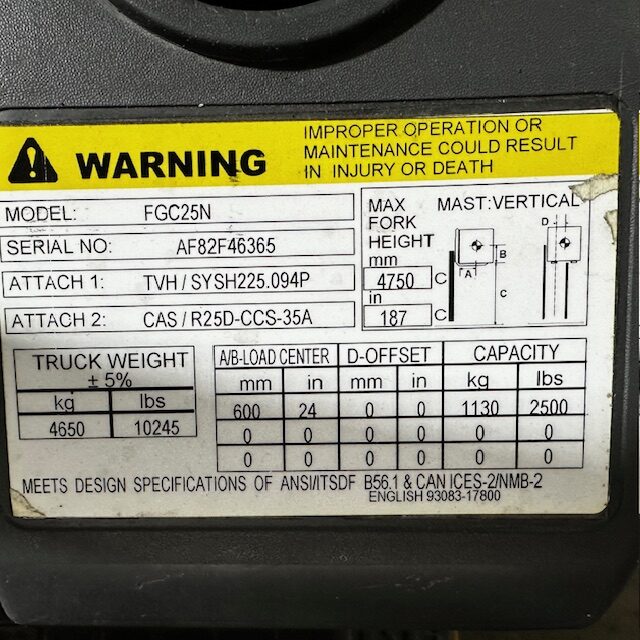 WARNING
IMPROPER OPERATION OR
MAINTENANCE COULD RESULT
IN INJURY OR DEATH
MODEL: FGC25N
SERIAL NO: AF82F46365
ATTACH 1: TVH / SYSH225.094P
ATTACH 2: CAS / R25D-CCS-35A
MAX FORK HEIGHT
mm
4750 C
in
187 C
MAST:VERTICAL
D
B
A
C
TRUCK WEIGHT
± 5%
kg lbs
4650 10245
A/B-LOAD CENTER D-OFFSET CAPACITY
mm in mm in kg lbs
600 24 0 0 1130 2500
0 0 0 0 0 0
0 0 0 0 0 0
MEETS DESIGN SPECIFICATIONS OF ANSI/ITSDF B56.1 & CAN ICES-2/NMB-2
ENGLISH 93083-17800